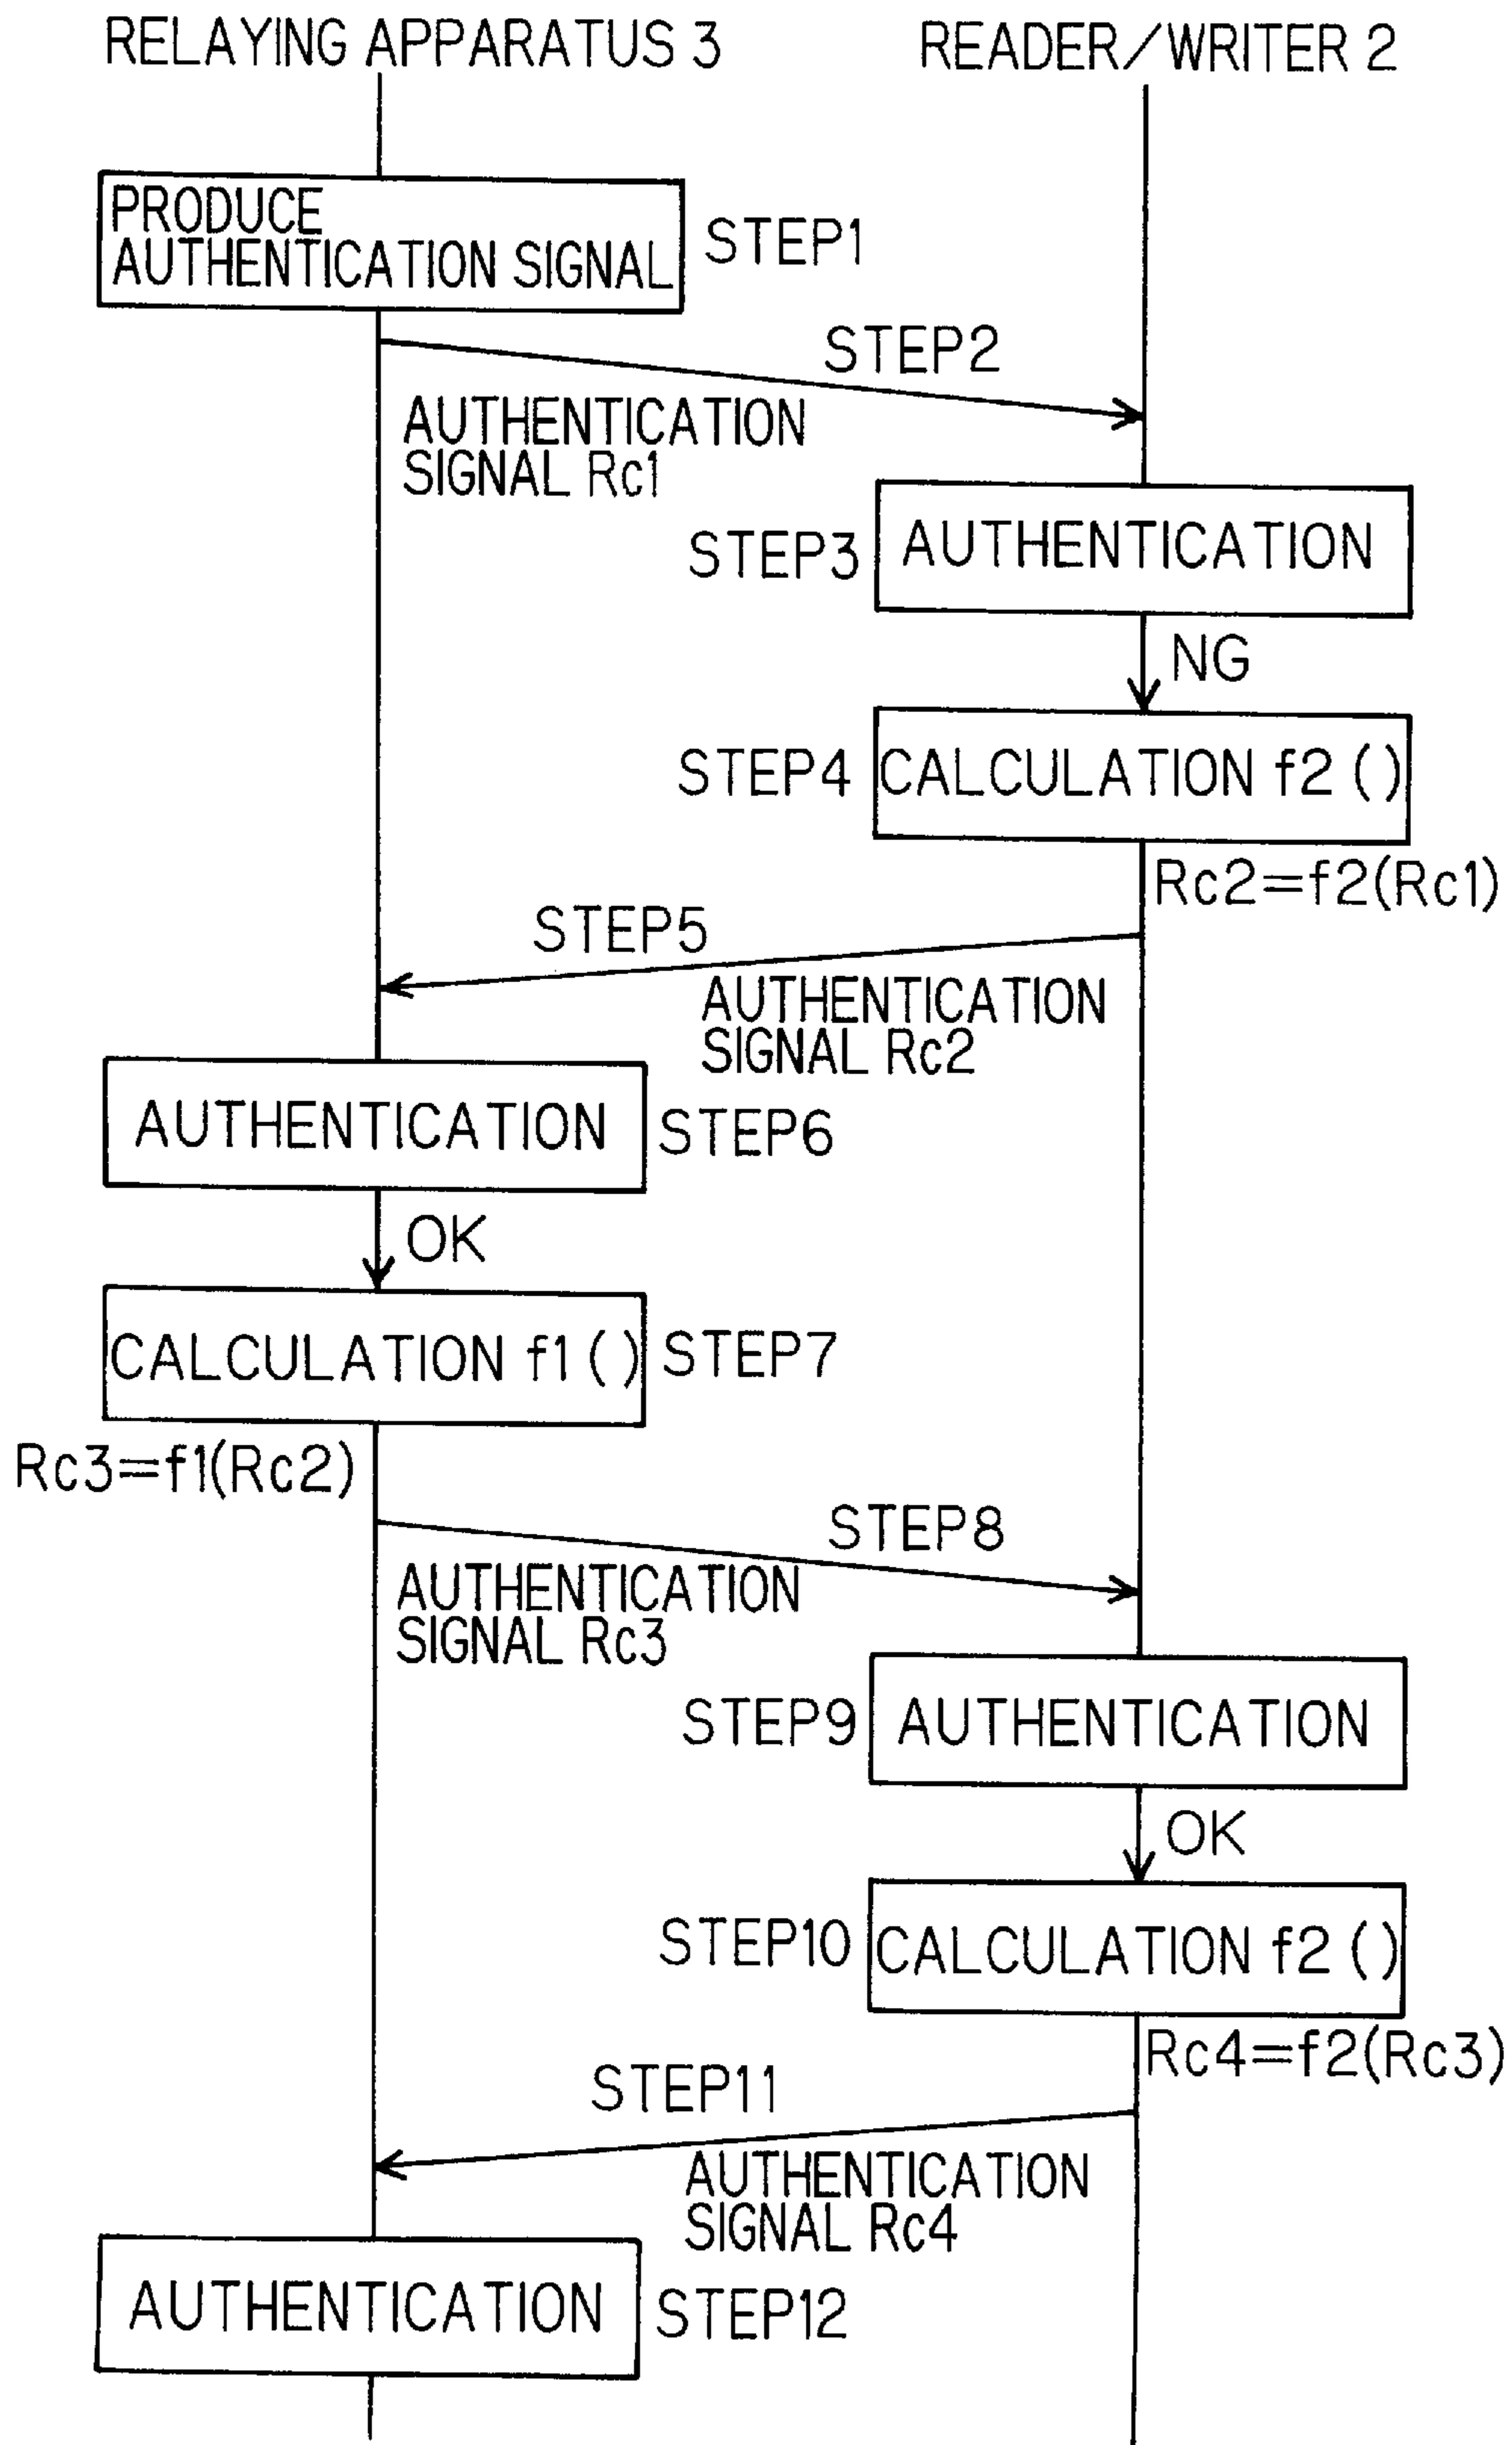 RELAYING APPARATUS 3
READER/WRITER 2
PRODUCE
AUTHENTICATION SIGNAL
STEP1
STEP2
AUTHENTICATION
SIGNAL Rc1
STEP3
AUTHENTICATION
NG
STEP4
CALCULATION f2 ( )
Rc2=f2(Rc1)
STEP5
AUTHENTICATION
SIGNAL Rc2
AUTHENTICATION
STEP6
OK
CALCULATION f1 ( )
STEP7
Rc3=f1(Rc2)
STEP8
AUTHENTICATION
SIGNAL Rc3
STEP9
AUTHENTICATION
OK
STEP10
CALCULATION f2 ( )
Rc4=f2(Rc3)
STEP11
AUTHENTICATION
SIGNAL Rc4
AUTHENTICATION
STEP12